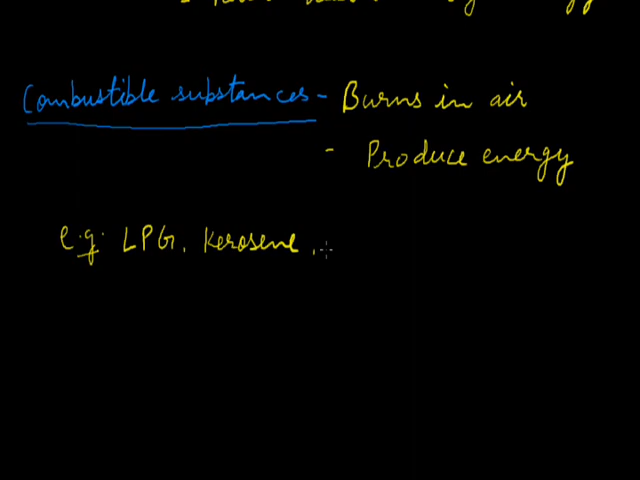 Combustible substances - Burns in air
- Produce energy
e.g. LPG, Kerosene,